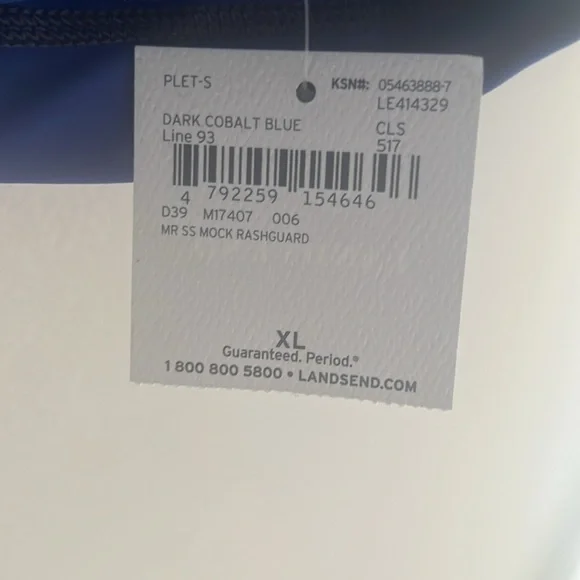 PLET-S KSN#: 05463888-7
LE414329
DARK COBALT BLUE CLS
Line 93 517
4 792259 154646
D39 M17407 006
MR SS MOCK RASHGUARD
XL
Guaranteed. Period.®
1 800 800 5800 • LANDSEND.COM